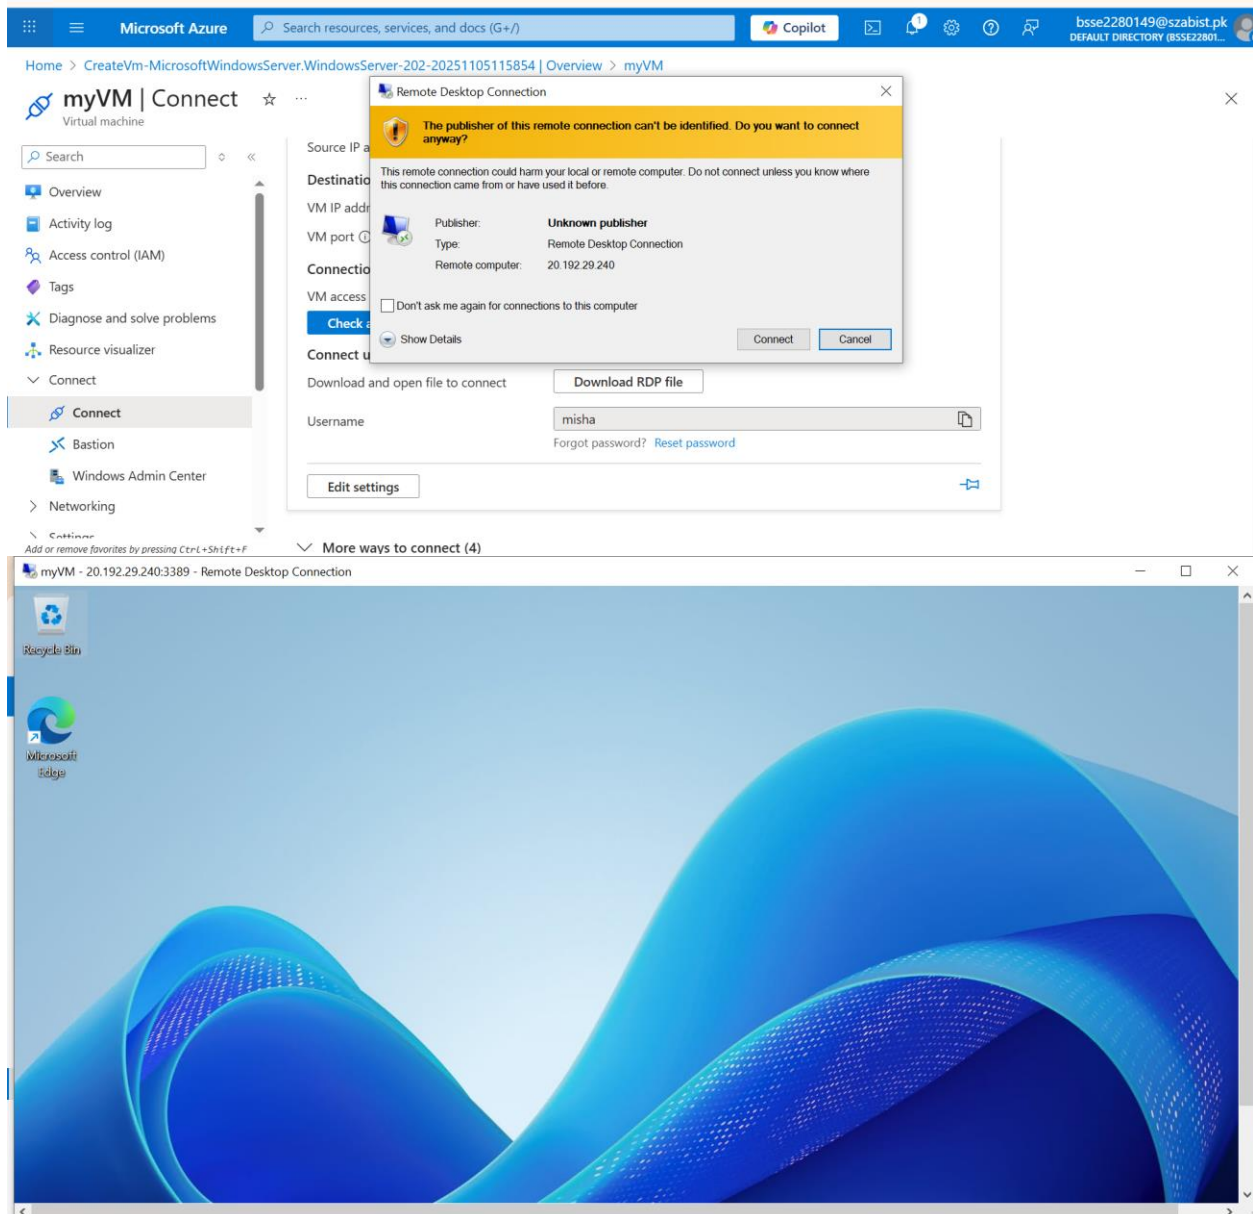 Microsoft Azure
Search resources, services, and docs (G+/)
Copilot
1
bsse2280149@szabist.pk
DEFAULT DIRECTORY (BSSE22801...
Home > CreateVm-MicrosoftWindowsServer.WindowsServer-202-20251105115854 | Overview > myVM
myVM | Connect
Virtual machine
Search
Overview
Activity log
Access control (IAM)
Tags
Diagnose and solve problems
Resource visualizer
Connect
Connect
Bastion
Windows Admin Center
Networking
Settings
Add or remove favorites by pressing Ctrl+Shift+F
Source IP a
Destinatio
VM IP addr
VM port
Connectio
VM access
Check a
Connect u
Download and open file to connect
Download RDP file
Username
misha
Forgot password? Reset password
Edit settings
More ways to connect (4)
Remote Desktop Connection
The publisher of this remote connection can't be identified. Do you want to connect
anyway?
This remote connection could harm your local or remote computer. Do not connect unless you know where
this connection came from or have used it before.
Publisher: Unknown publisher
Type: Remote Desktop Connection
Remote computer: 20.192.29.240
Don't ask me again for connections to this computer
Show Details
Connect
Cancel
myVM - 20.192.29.240:3389 - Remote Desktop Connection
Recycle Bin
Microsoft
Edge